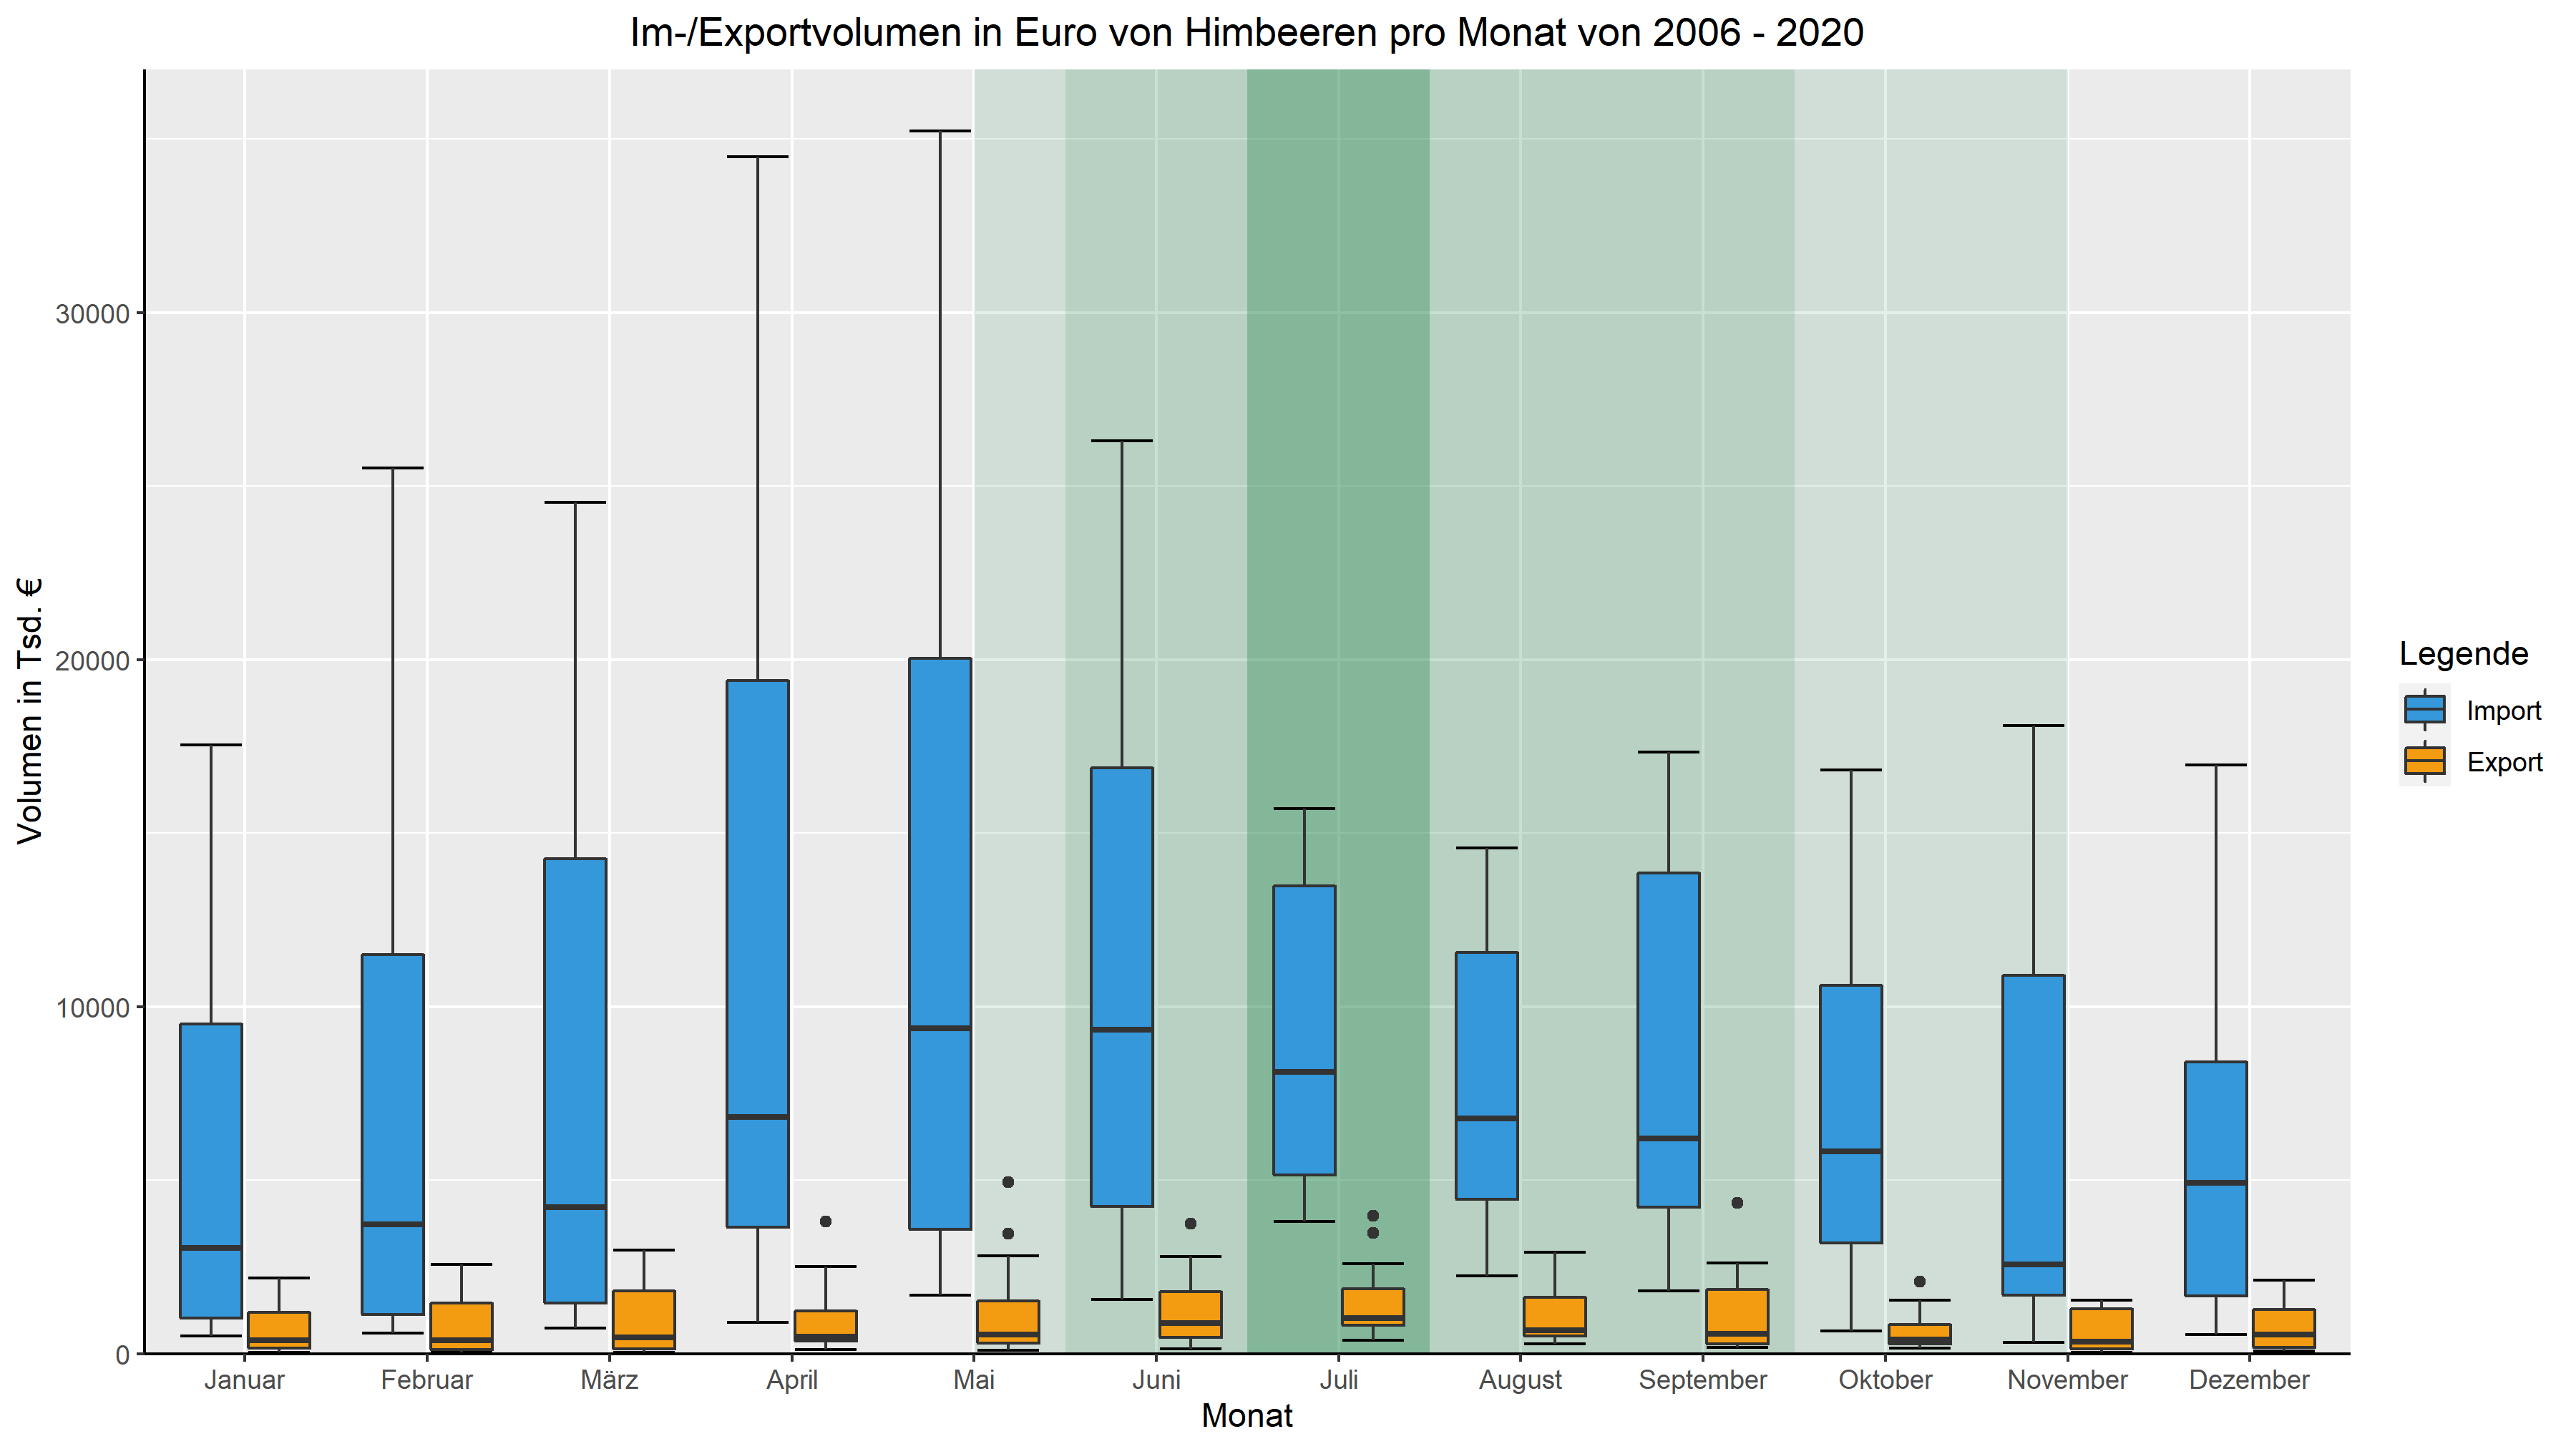 Im-/Exportvolumen in Euro von Himbeeren pro Monat von 2006 - 2020
Volumen in Tsd. €
30000
20000
10000
0
Januar Februar März April Mai Juni Juli August September Oktober November Dezember
Monat
Legende
Import
Export